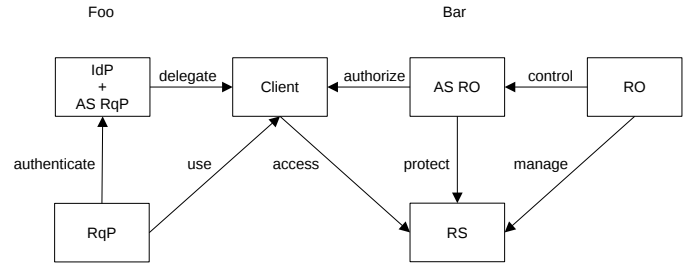 Foo
Bar
IdP
+
AS RqP
delegate
Client
authorize
AS RO
control
RO
authenticate
use
access
protect
manage
RqP
RS